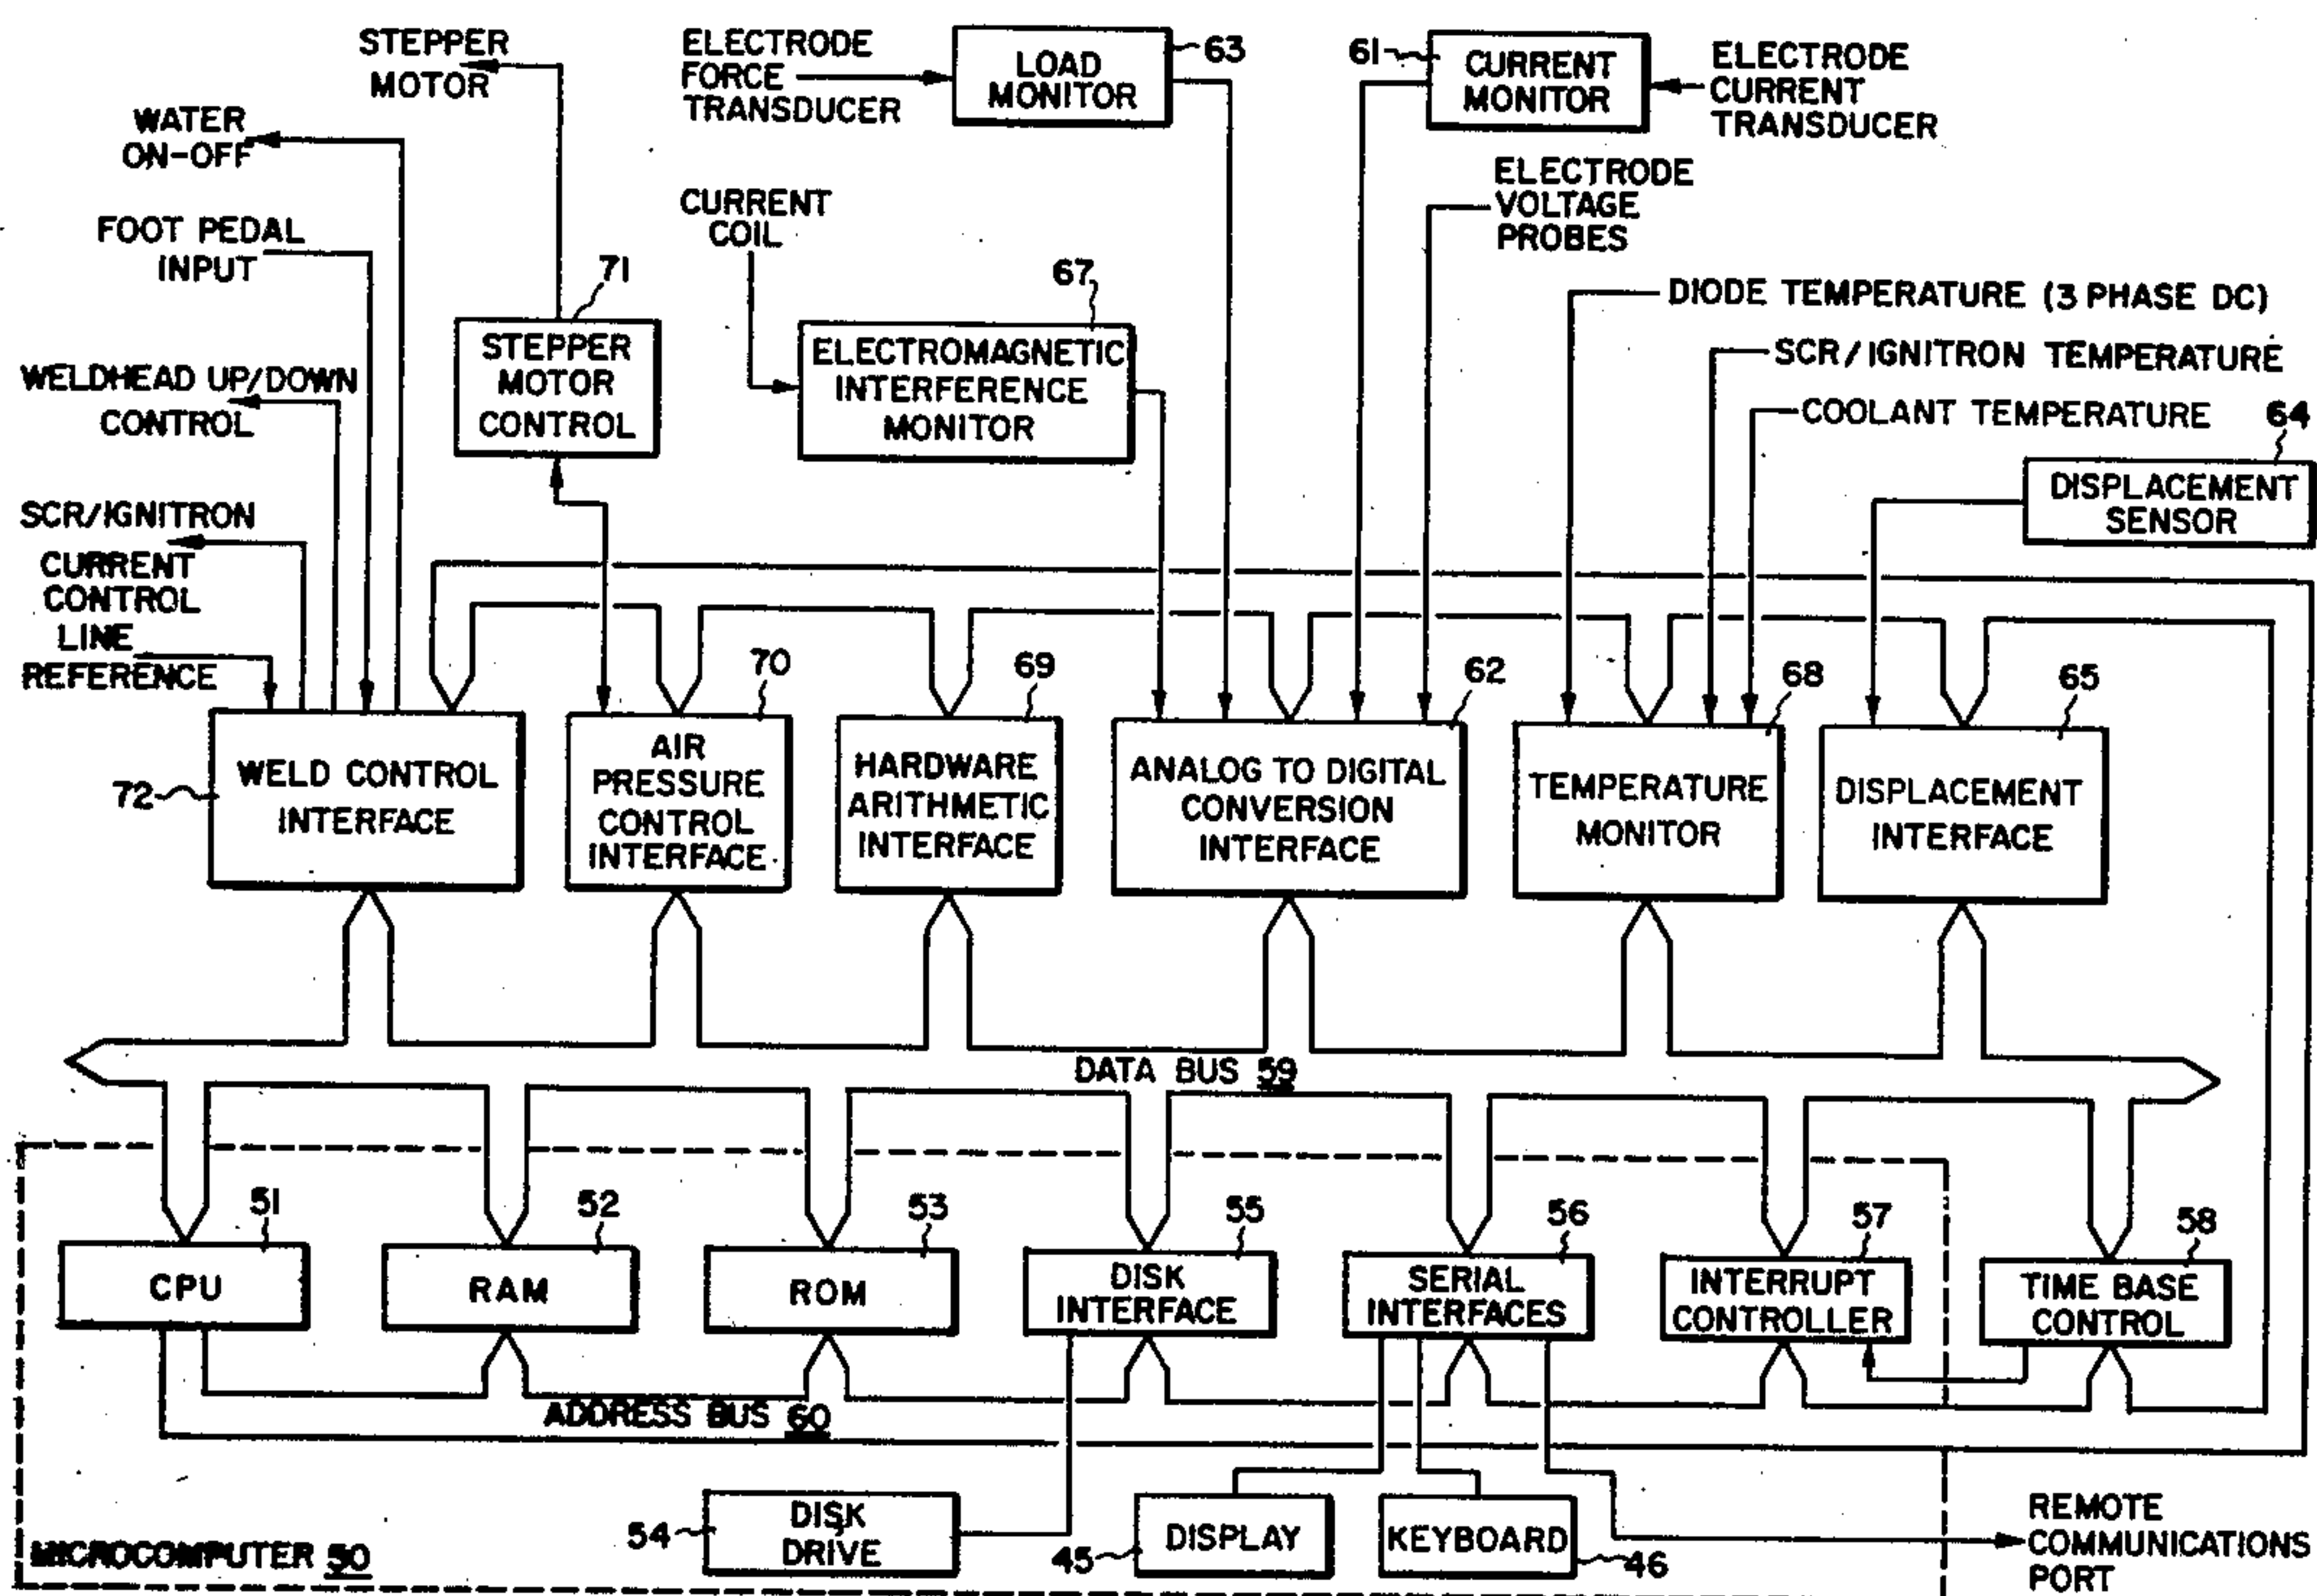 STEPPER
MOTOR
ELECTRODE
FORCE
TRANSDUCER
LOAD
MONITOR
63
61
CURRENT
MONITOR
ELECTRODE
CURRENT
TRANSDUCER
WATER
ON-OFF
FOOT PEDAL
INPUT
CURRENT
COIL
ELECTRODE
VOLTAGE
PROBES
71
STEPPER
MOTOR
CONTROL
67
ELECTROMAGNETIC
INTERFERENCE
MONITOR
DIODE TEMPERATURE (3 PHASE DC)
SCR/IGNITRON TEMPERATURE
COOLANT TEMPERATURE
64
DISPLACEMENT
SENSOR
WELDHEAD UP/DOWN
CONTROL
SCR/IGNITRON
CURRENT
CONTROL
LINE
REFERENCE
72
WELD CONTROL
INTERFACE
70
AIR
PRESSURE
CONTROL
INTERFACE
69
HARDWARE
ARITHMETIC
INTERFACE
62
ANALOG TO DIGITAL
CONVERSION
INTERFACE
68
TEMPERATURE
MONITOR
65
DISPLACEMENT
INTERFACE
DATA BUS 59
51
CPU
52
RAM
53
ROM
55
DISK
INTERFACE
56
SERIAL
INTERFACES
57
INTERRUPT
CONTROLLER
58
TIME BASE
CONTROL
ADDRESS BUS 60
MICROCOMPUTER 50
54
DISK
DRIVE
45
DISPLAY
KEYBOARD
46
REMOTE
COMMUNICATIONS
PORT